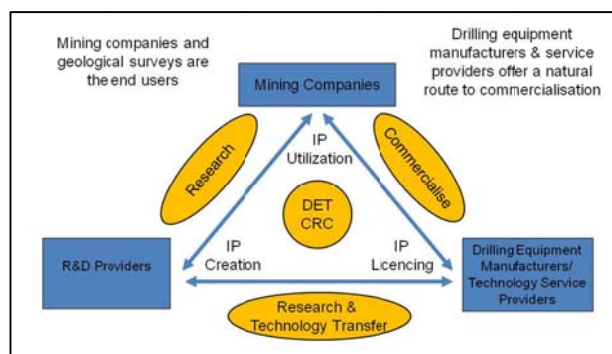 Mining companies and
geological surveys are
the end users
Drilling equipment
manufacturers & service
providers offer a natural
route to commercialisation
Mining Companies
Research
IP
Utilization
Commercialise
DET
CRC
R&D Providers
IP
Creation
IP
Licencing
Drilling Equipment
Manufacturers/
Technology Service
Providers
Research &
Technology Transfer